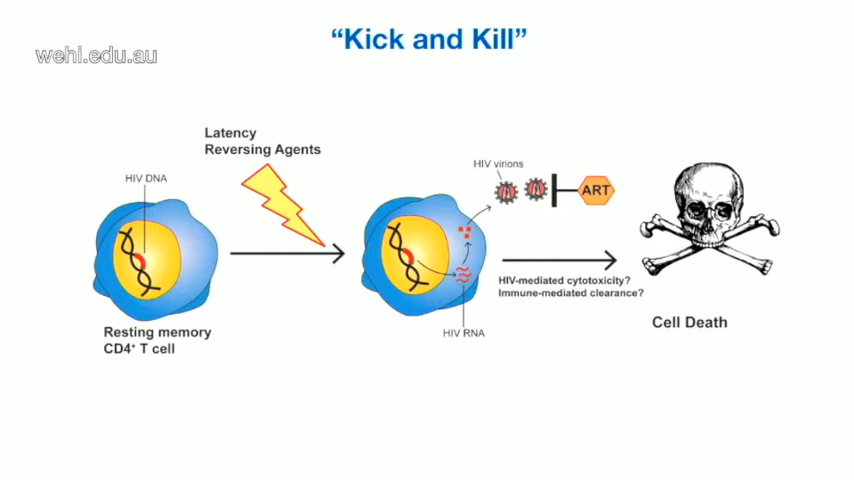 "Kick and Kill"
wehi.edu.au
Latency
Reversing Agents
HIV DNA
HIV virions
ART
HIV-mediated cytotoxicity?
Immune-mediated clearance?
Resting memory
CD4⁺ T cell
HIV RNA
Cell Death